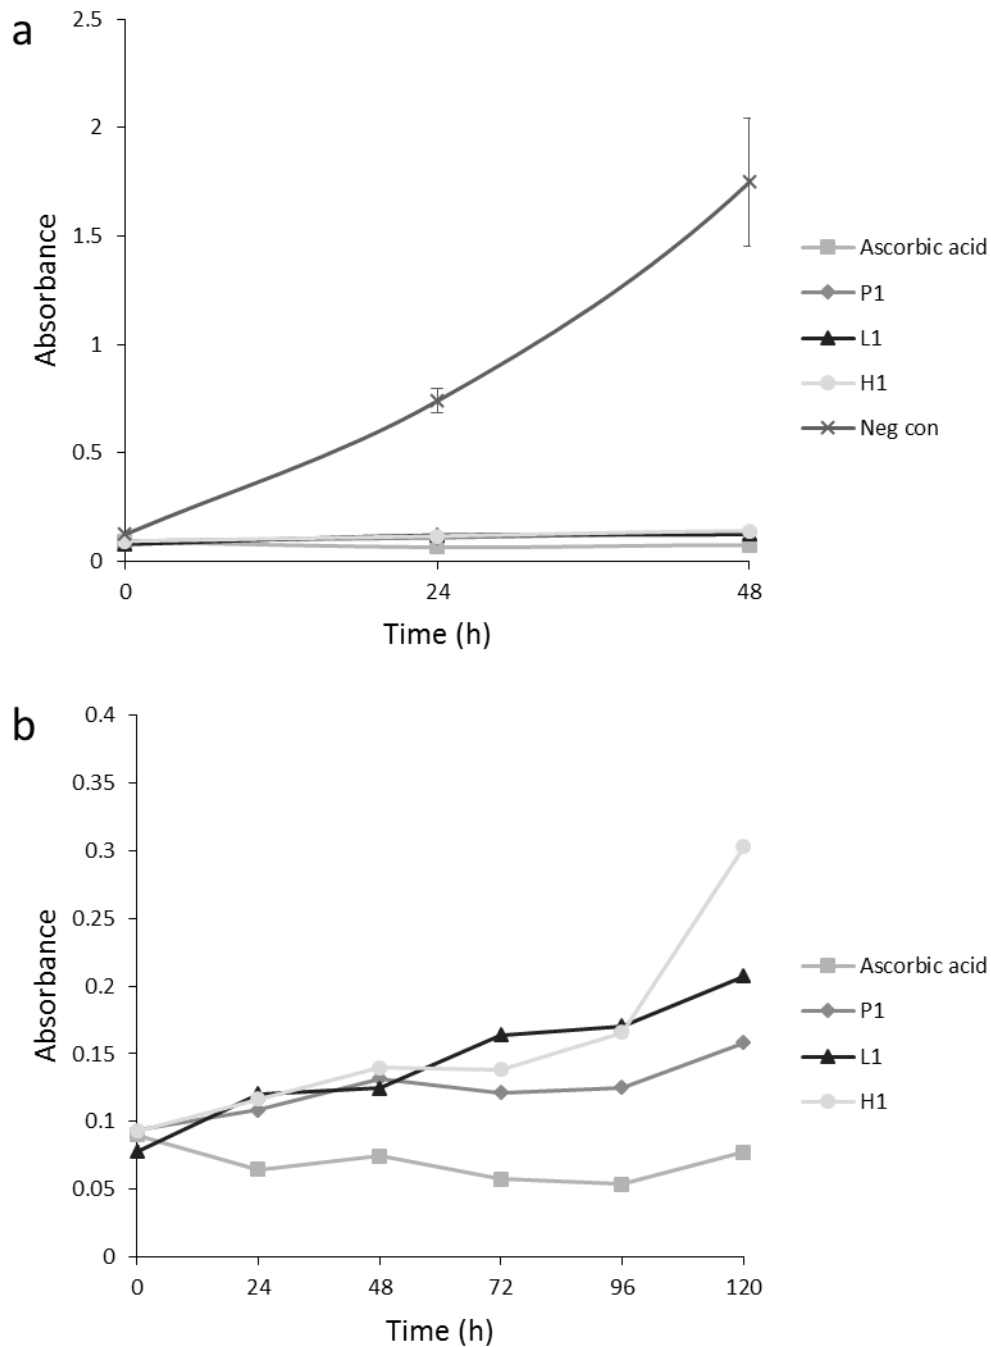 a
2.5
2
1.5
1
0.5
0
Absorbance
0 24 48
Time (h)
Ascorbic acid
P1
L1
H1
Neg con
b
0.4
0.35
0.3
0.25
0.2
0.15
0.1
0.05
0
Absorbance
0 24 48 72 96 120
Time (h)
Ascorbic acid
P1
L1
H1